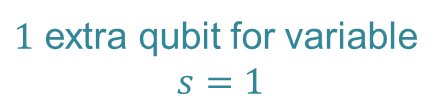 1 extra qubit for variable
s = 1